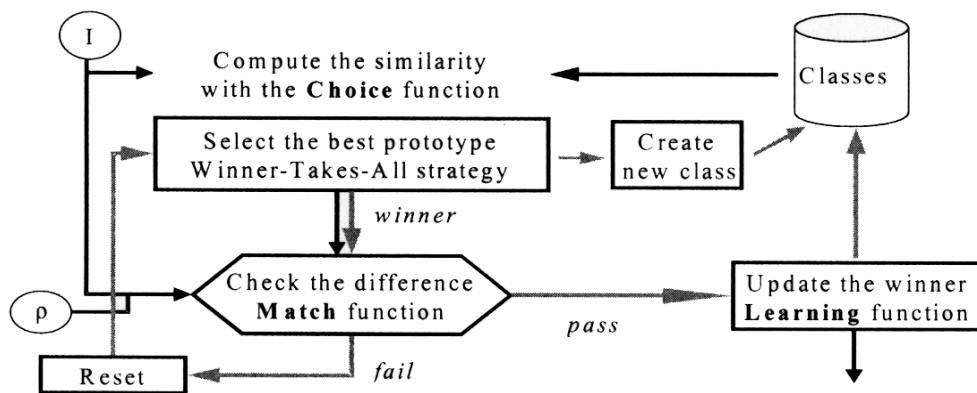 I
Compute the similarity
with the Choice function
Classes
Select the best prototype
Winner-Takes-All strategy
Create
new class
winner
Check the difference
Match function
Update the winner
Learning function
ρ
pass
fail
Reset